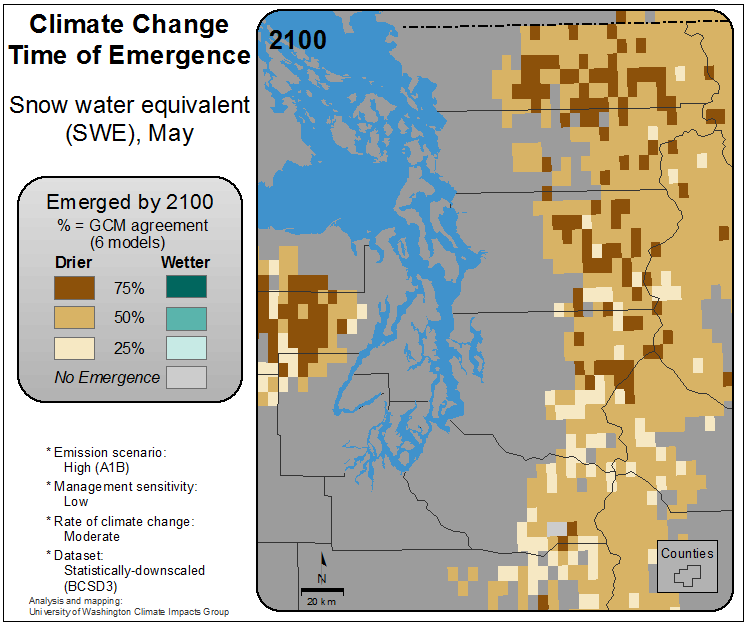 Climate Change
Time of Emergence
Snow water equivalent
(SWE), May
Emerged by 2100
% = GCM agreement
(6 models)
Drier Wetter
75%
50%
25%
No Emergence
* Emission scenario:
High (A1B)
* Management sensitivity:
Low
* Rate of climate change:
Moderate
* Dataset:
Statistically-downscaled
(BCSD3)
Analysis and mapping:
University of Washington Climate Impacts Group
2100
N
20 km
Counties